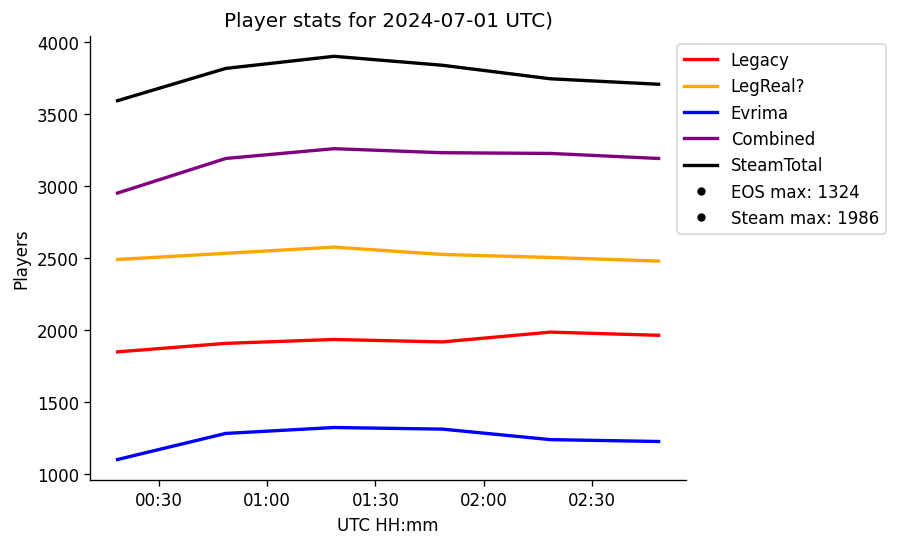 Player stats for 2024-07-01 UTC)
4000
3500
3000
2500
2000
1500
1000
Players
00:30 01:00 01:30 02:00 02:30
UTC HH:mm
Legacy
LegReal?
Evrima
Combined
SteamTotal
EOS max: 1324
Steam max: 1986